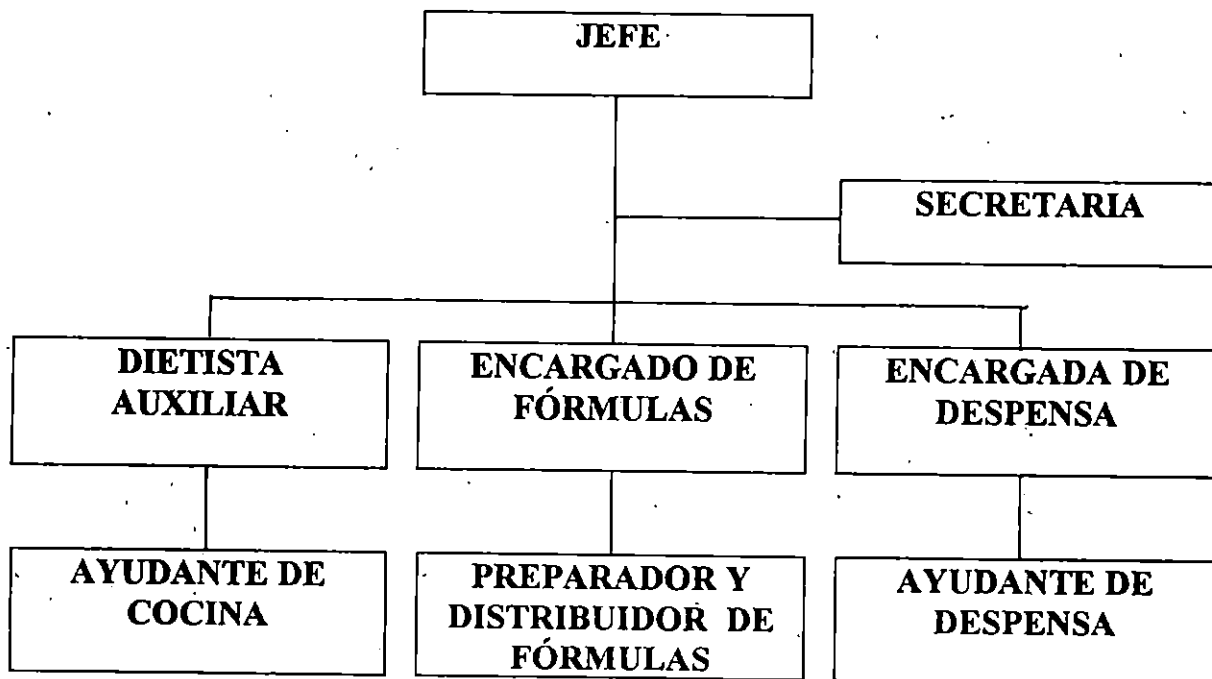 JEFE
SECRETARIA
DIETISTA
AUXILIAR
ENCARGADO DE
FÓRMULAS
ENCARGADA DE
DESPENSA
AYUDANTE DE
COCINA
PREPARADOR Y
DISTRIBUIDOR DE
FÓRMULAS
AYUDANTE DE
DESPENSA